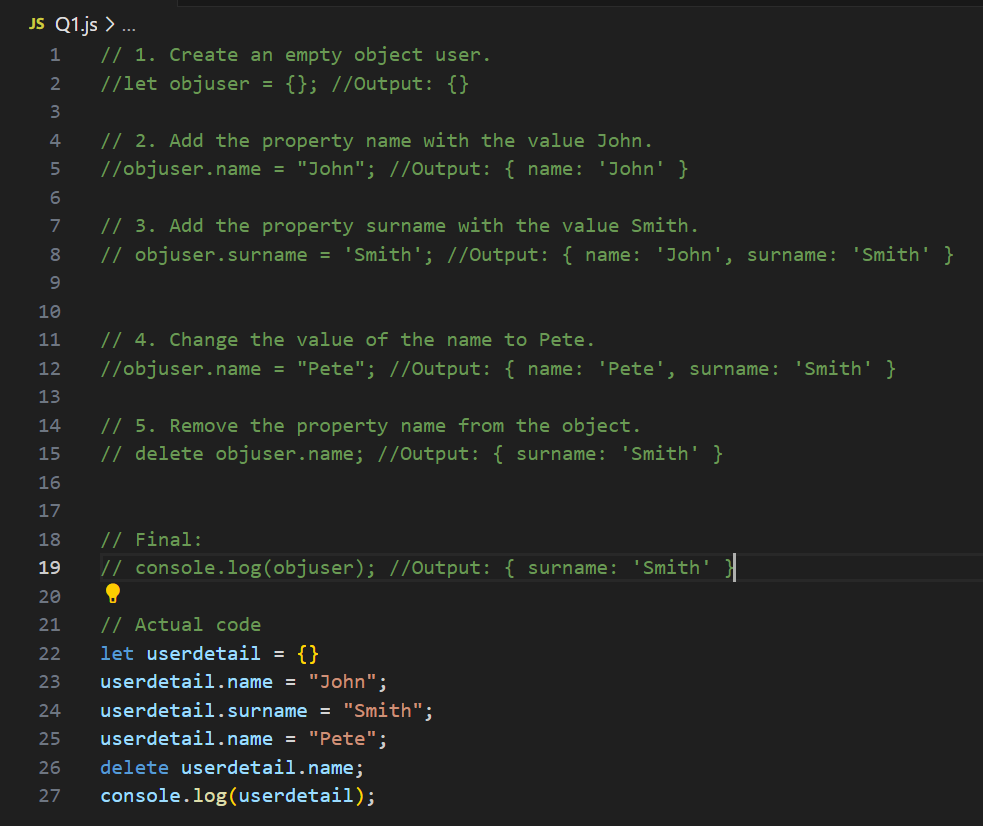 JS Q1.js > ...
1 // 1. Create an empty object user.
2 //let objuser = {}; //Output: {}
3
4 // 2. Add the property name with the value John.
5 //objuser.name = "John"; //Output: { name: 'John' }
6
7 // 3. Add the property surname with the value Smith.
8 // objuser.surname = 'Smith'; //Output: { name: 'John', surname: 'Smith' }
9
10
11 // 4. Change the value of the name to Pete.
12 //objuser.name = "Pete"; //Output: { name: 'Pete', surname: 'Smith' }
13
14 // 5. Remove the property name from the object.
15 // delete objuser.name; //Output: { surname: 'Smith' }
16
17
18 // Final:
19 // console.log(objuser); //Output: { surname: 'Smith' }
20
21 // Actual code
22 let userdetail = {}
23 userdetail.name = "John";
24 userdetail.surname = "Smith";
25 userdetail.name = "Pete";
26 delete userdetail.name;
27 console.log(userdetail);